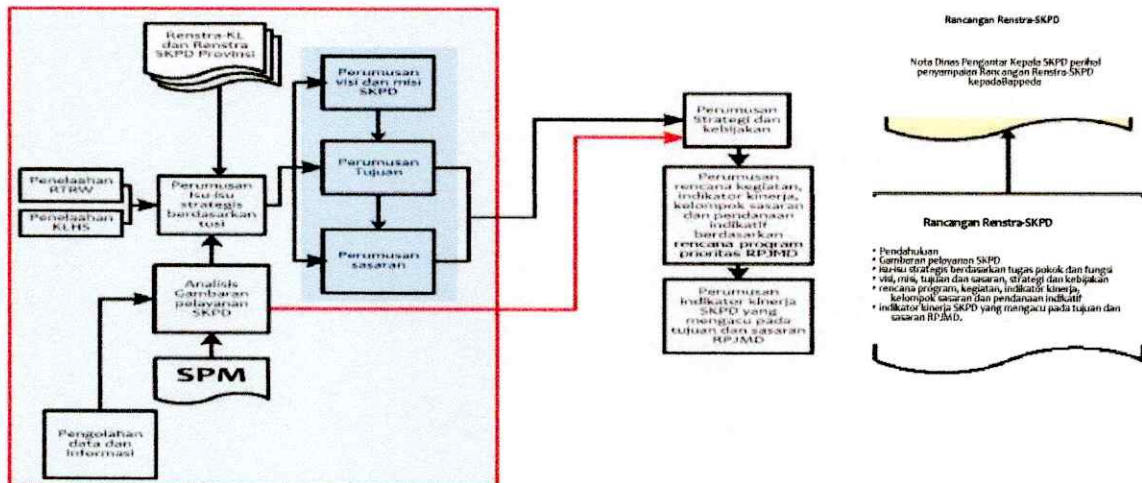 Renstra-KL
dan Renstra
SKPD Provinsi
Perumusan
visi dan misi
SKPD
Penelaahan
RTRW
Penelaahan
KLHS
Perumusan
Isu-isu
strategis
berdasarkan
tusi
Perumusan
Tujuan
Perumusan
sasaran
Analisis
Gambaran
pelayanan
SKPD
SPM
Pengolahan
data dan
informasi
Perumusan
Strategi dan
kebijakan
Perumusan
rencana kegiatan,
indikator kinerja,
kelompok sasaran
dan pendanaan
indikatif
berdasarkan
rencana program
prioritas RPJMD
Perumusan
indikator kinerja
SKPD yang
mengacu pada
tujuan dan sasaran
RPJMD
Rancangan Renstra-SKPD
Nota Dinas Pengantar Kepala SKPD perihal
penyampaian Rancangan Renstra-SKPD
kepadaBappeda
Rancangan Renstra-SKPD
• Pendahuluan
• Gambaran pelayanan SKPD
• isu-isu strategis berdasarkan tugas pokok dan fungsi
• visi, misi, tujuan dan sasaran, strategi dan kebijakan
• rencana program, kegiatan, indikator kinerja,
kelompok sasaran dan pendanaan indikatif
• indikator kinerja SKPD yang mengacu pada tujuan dan
sasaran RPJMD.